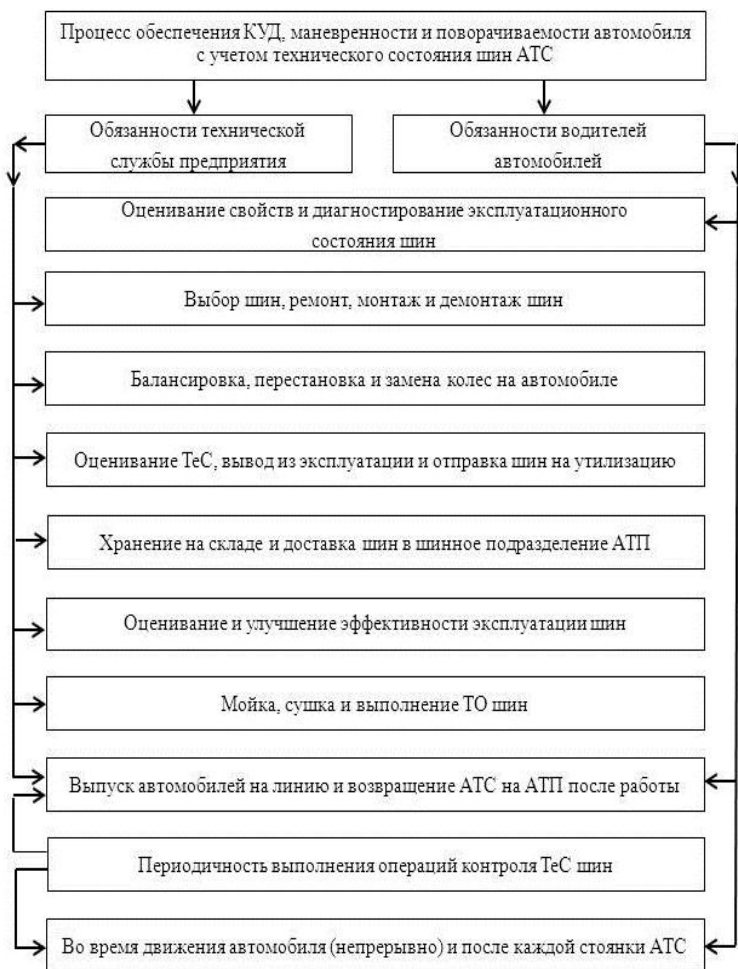 Процесс обеспечения КУД, маневренности и поворачиваемости автомобиля
с учетом технического состояния шин АТС
Обязанности технической
службы предприятия
Обязанности водителей
автомобилей
Оценивание свойств и диагностирование эксплуатационного
состояния шин
Выбор шин, ремонт, монтаж и демонтаж шин
Балансировка, перестановка и замена колес на автомобиле
Оценивание ТеС, вывод из эксплуатации и отправка шин на утилизацию
Хранение на складе и доставка шин в шинное подразделение АТП
Оценивание и улучшение эффективности эксплуатации шин
Мойка, сушка и выполнение ТО шин
Выпуск автомобилей на линию и возвращение АТС на АТП после работы
Периодичность выполнения операций контроля ТеС шин
Во время движения автомобиля (непрерывно) и после каждой стоянки АТС